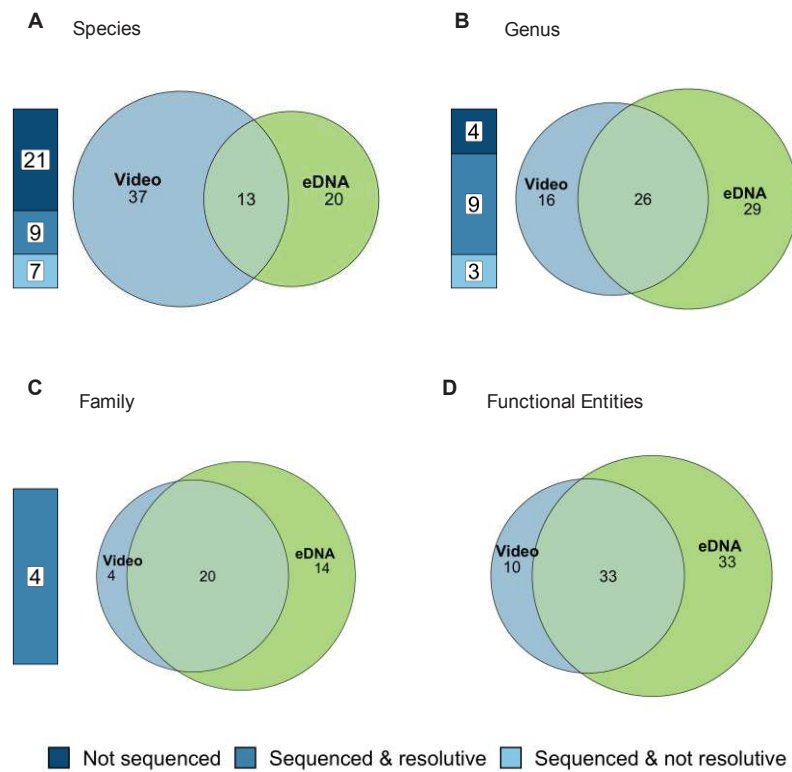 A Species
21
9
7
Video
37
13
eDNA
20
B Genus
4
9
3
Video
16
26
eDNA
29
C Family
4
Video
4
20
eDNA
14
D Functional Entities
Video
10
33
eDNA
33
Not sequenced Sequenced & resolutive Sequenced & not resolutive